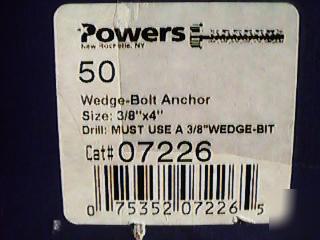 Powers
New Rochelle, NY
50
Wedge-Bolt Anchor
Size: 3/8"x4"
Drill: MUST USE A 3/8"WEDGE-BIT
Cat# 07226
0 75352 07226 5